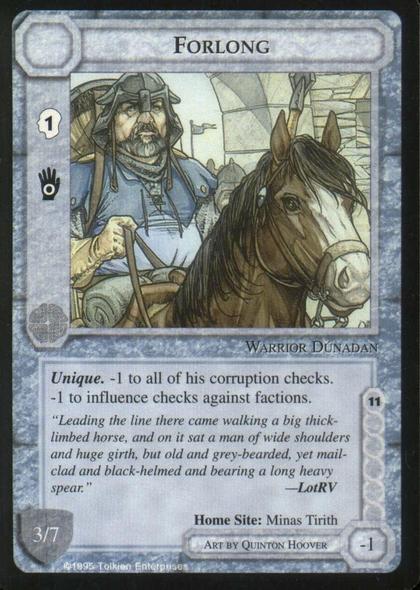 FORLONG
1
0
WARRIOR DÚNADAN
Unique. -1 to all of his corruption checks.
-1 to influence checks against factions.
11
“Leading the line there came walking a big thick-
limbed horse, and on it sat a man of wide shoulders
and huge girth, but old and grey-bearded, yet mail-
clad and black-helmed and bearing a long heavy
spear.” —LotRV
Home Site: Minas Tirith
3/7
ART BY QUINTON HOOVER
-1
©1995 Tolkien Enterprises